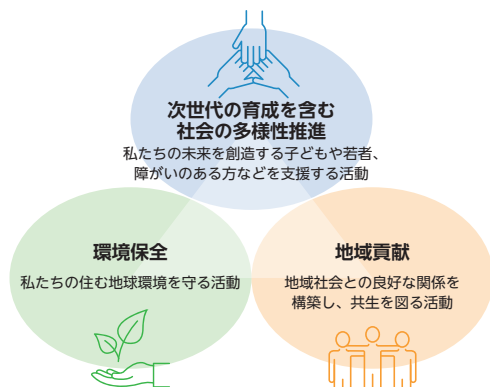 次世代の育成を含む
社会の多様性推進
私たちの未来を創造する子どもや若者、
障がいのある方などを支援する活動
環境保全
私たちの住む地球環境を守る活動
地域貢献
地域社会との良好な関係を
構築し、共生を図る活動